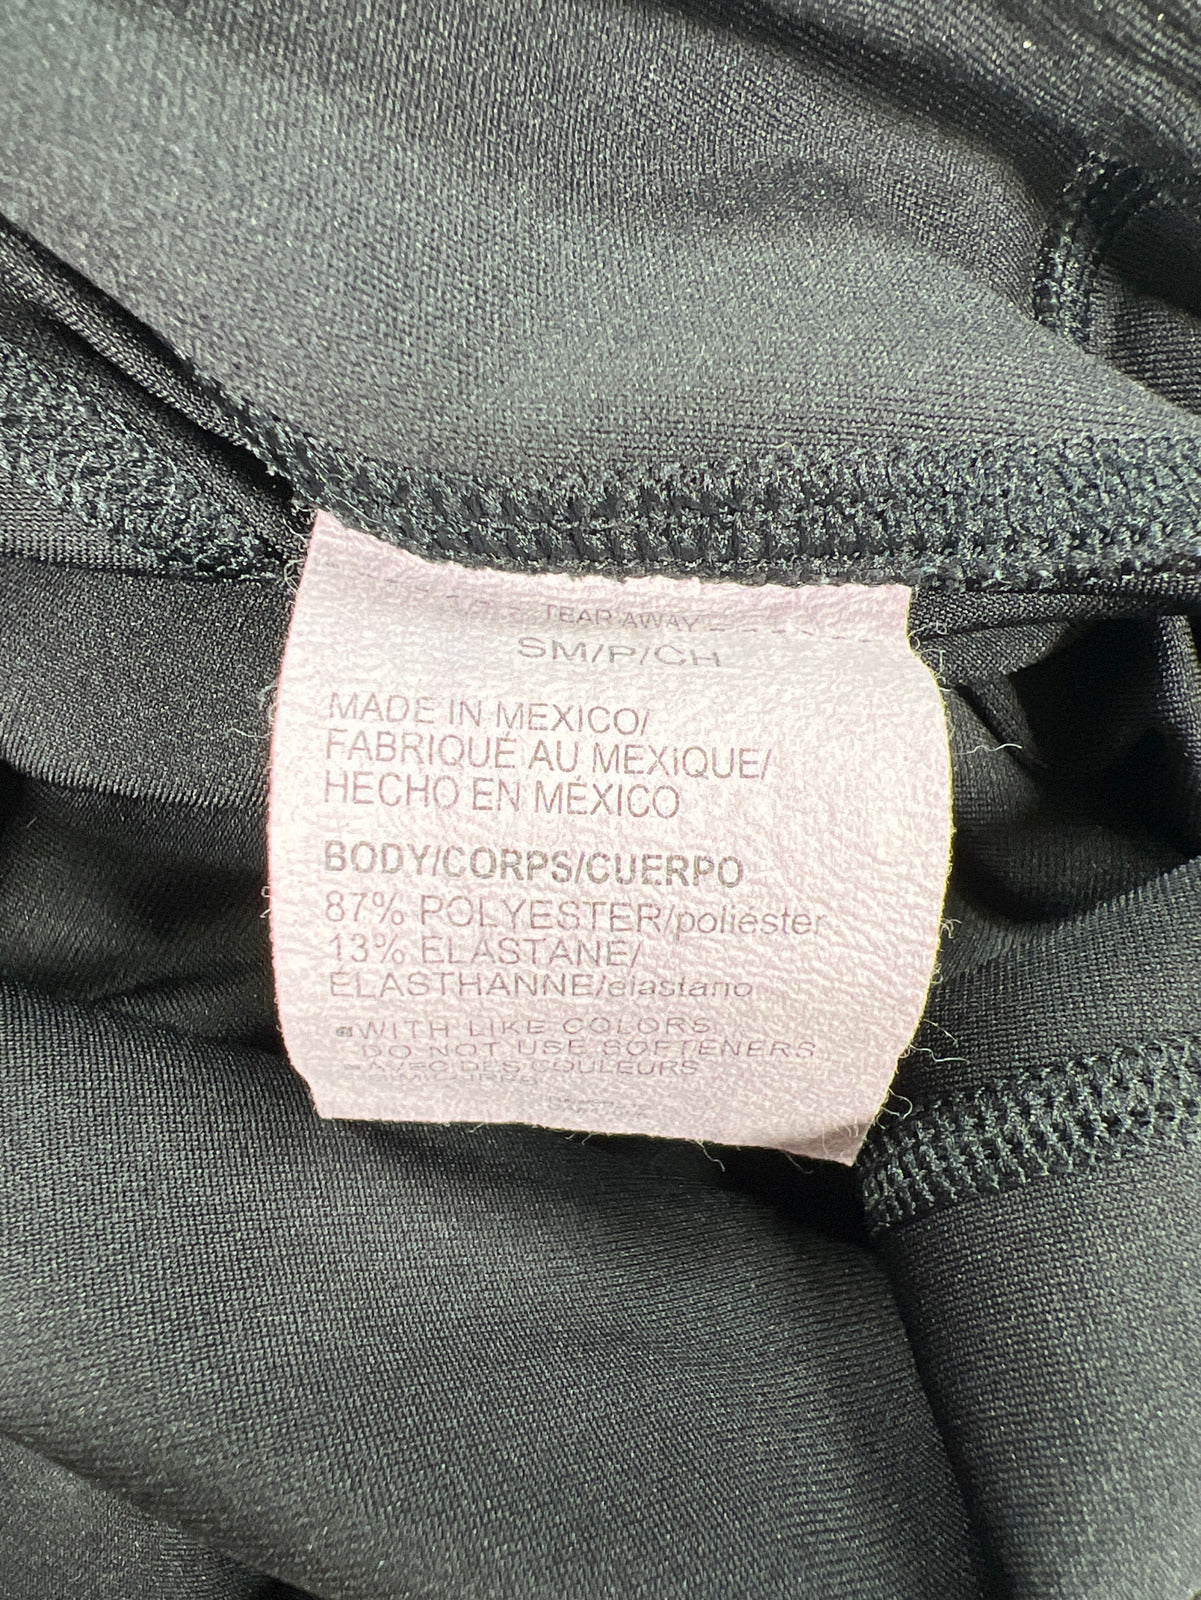 TEAR AWAY
SM/P/CH
MADE IN MEXICO/
FABRIQUÉ AU MEXIQUE/
HECHO EN MÉXICO
BODY/CORPS/CUERPO
87% POLYESTER/poliéster
13% ELASTANE/
ÉLASTHANNE/elastano
WITH LIKE COLORS
DO NOT USE SOFTENERS
AVEC DES COULEURS